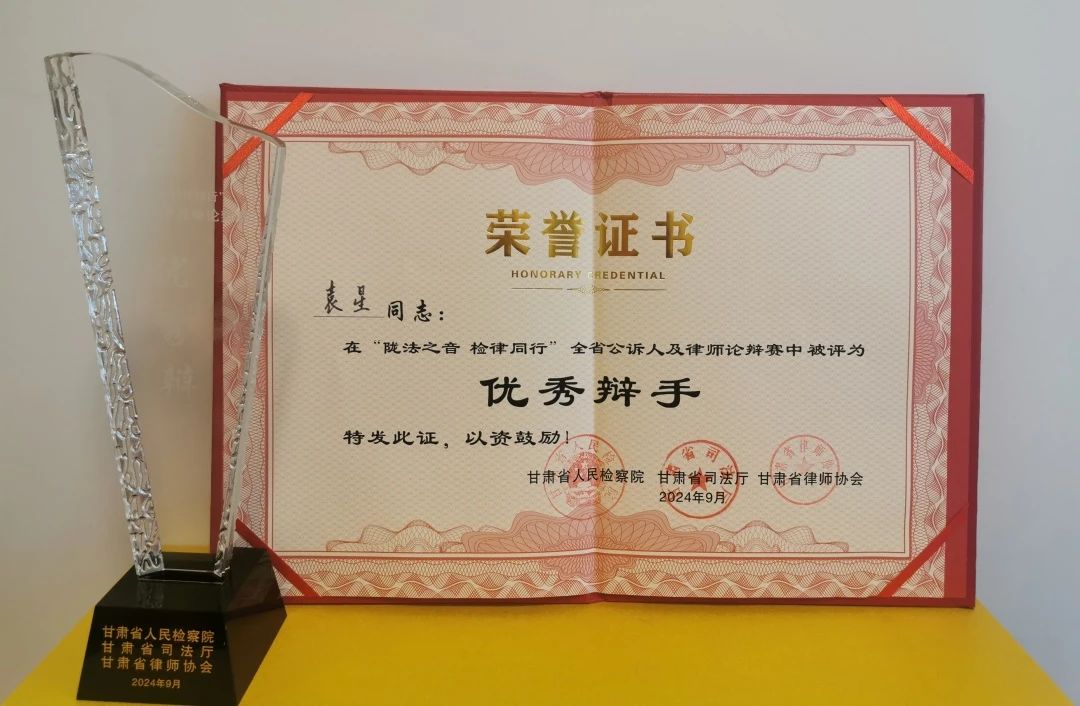 荣誉证书
HONORARY CREDENTIAL
袁星 同志：
在“陇法之音 检律同行”全省公诉人及律师论辩赛中被评为
优秀辩手
特发此证，以资鼓励！
甘肃省人民检察院 甘肃省司法厅 甘肃省律师协会
2024年9月
甘肃省人民检察院
甘肃省司法厅
甘肃省律师协会
2024年9月